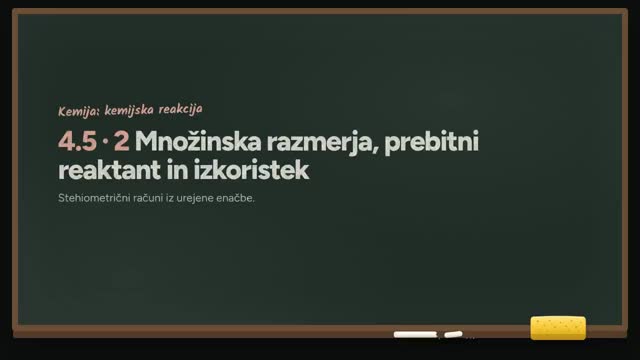 Kemija: kemijska reakcija
4.5 · 2 Množinska razmerja, prebitni
reaktant in izkoristek
Stehiometrični računi iz urejene enačbe.